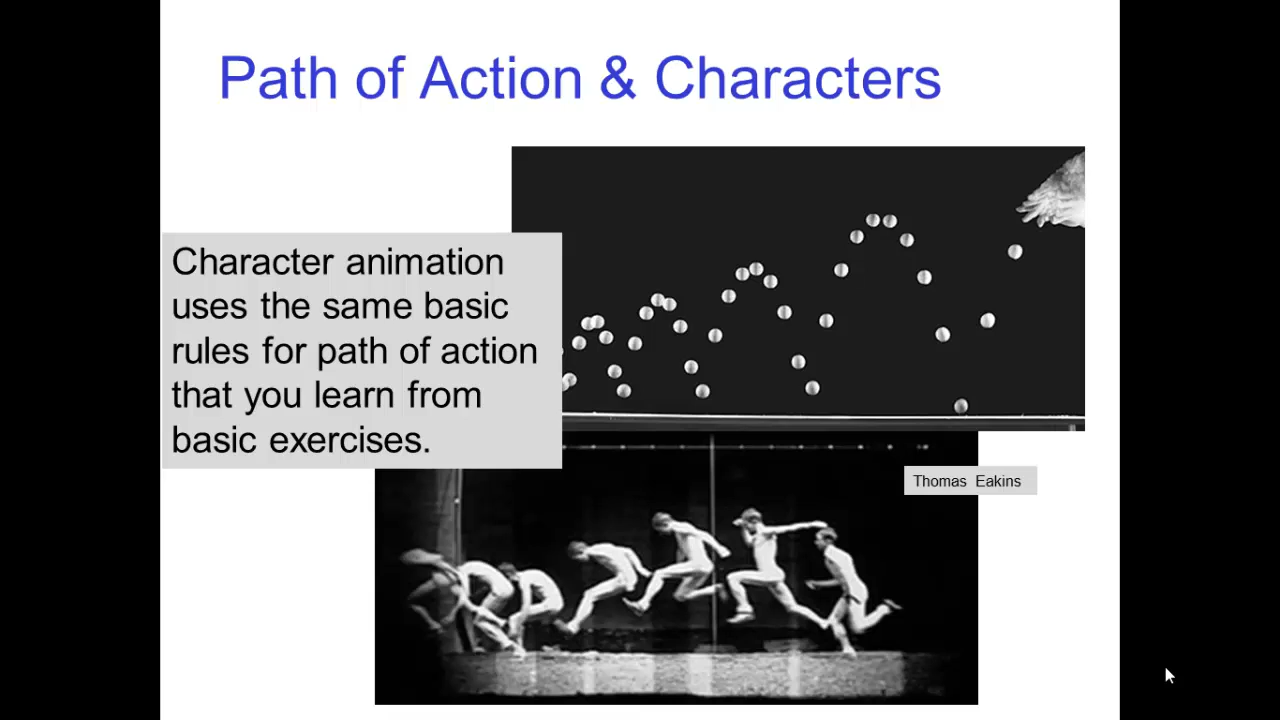 Path of Action & Characters
Character animation
uses the same basic
rules for path of action
that you learn from
basic exercises.
Thomas Eakins